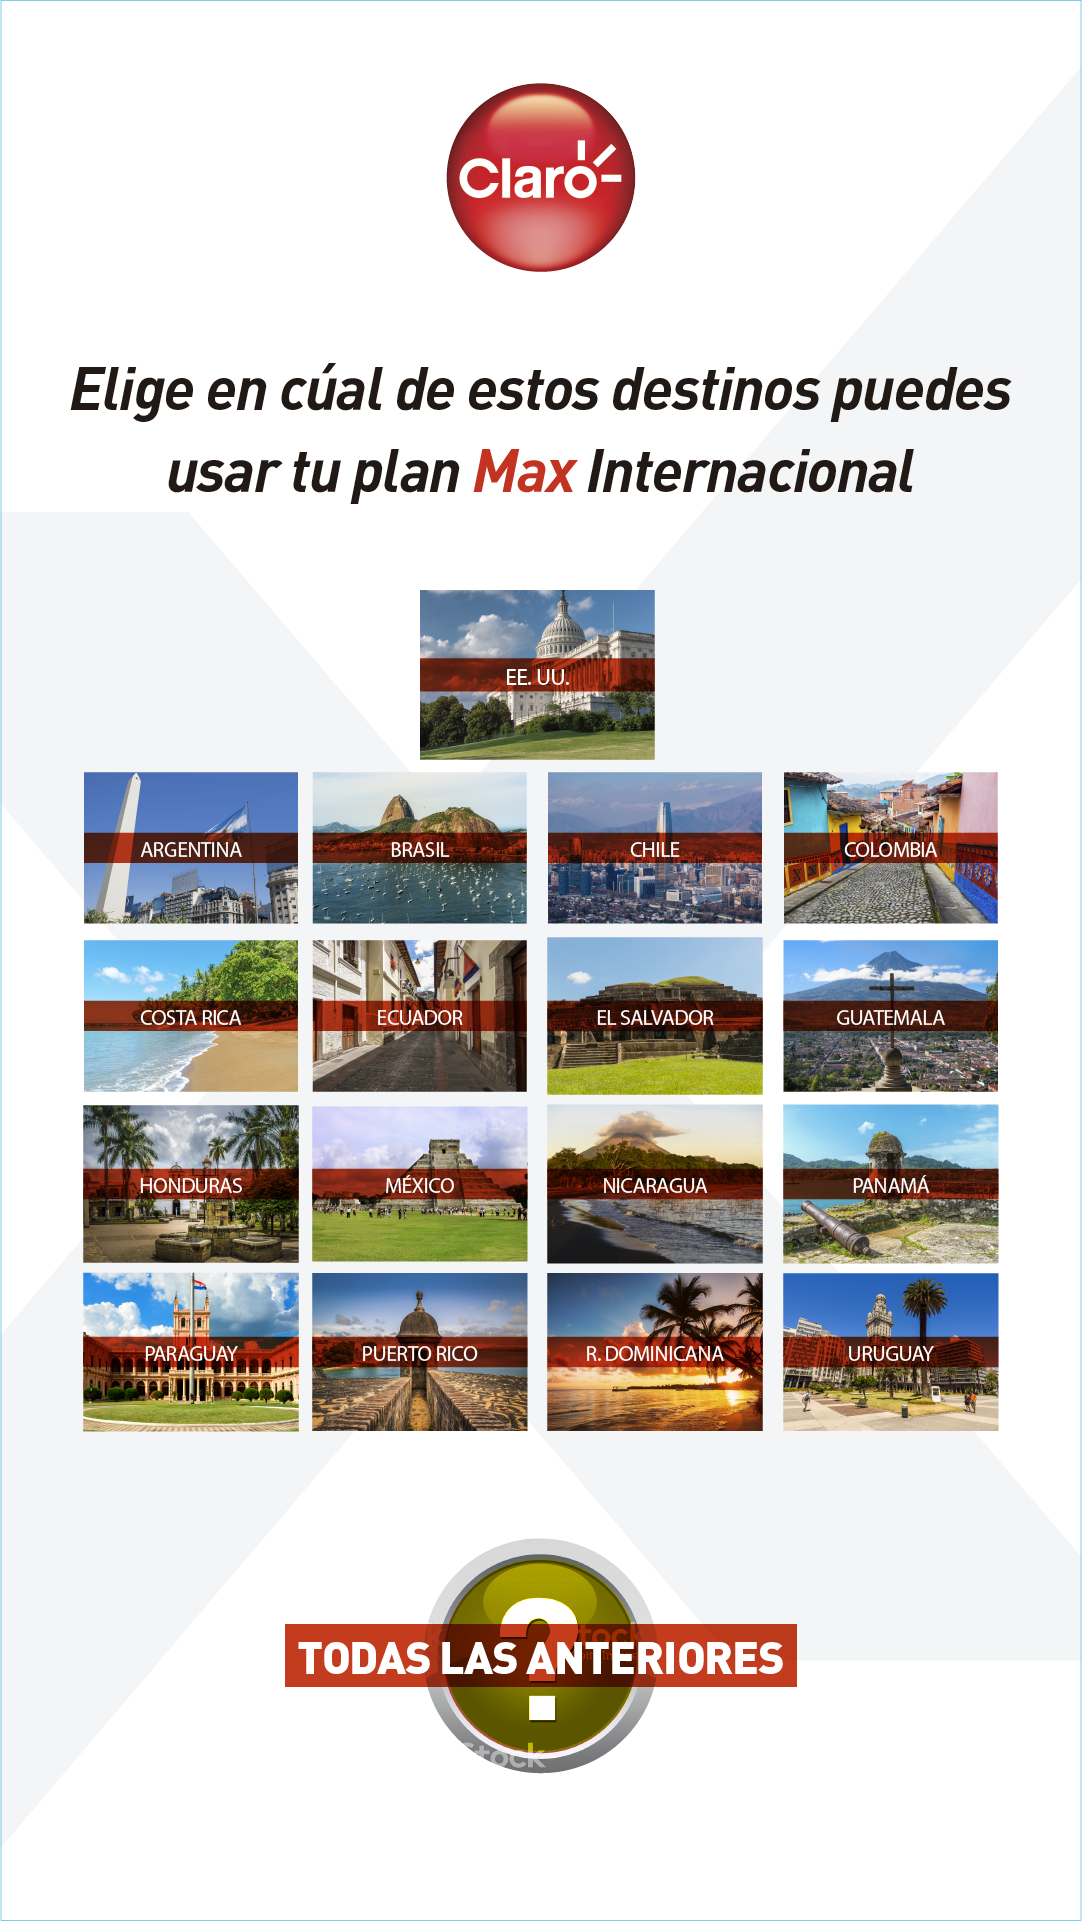 Claro
Elige en cúal de estos destinos puedes
usar tu plan Max Internacional
EE. UU.
ARGENTINA
BRASIL
CHILE
COLOMBIA
COSTA RICA
ECUADOR
EL SALVADOR
GUATEMALA
HONDURAS
MÉXICO
NICARAGUA
PANAMÁ
PARAGUAY
PUERTO RICO
R. DOMINICANA
URUGUAY
?
TODAS LAS ANTERIORES